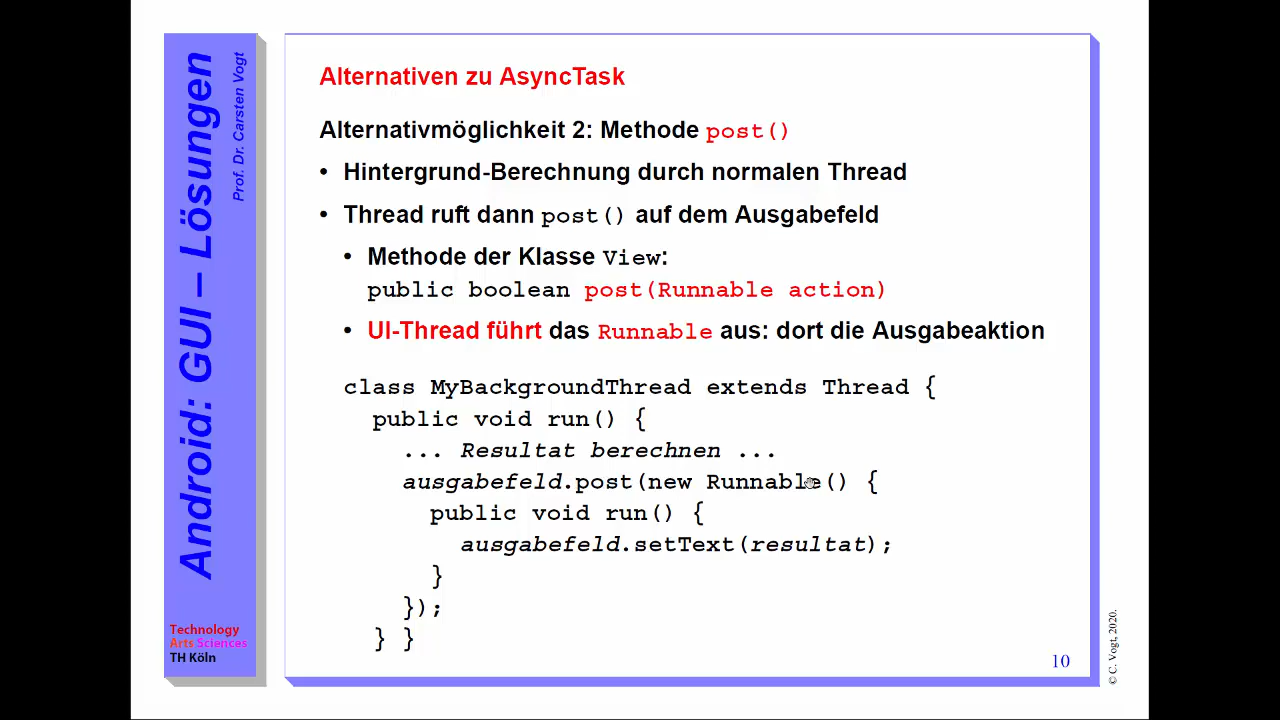 Android: GUI – Lösungen
Prof. Dr. Carsten Vogt
Technology
Arts Sciences
TH Köln
Alternativen zu AsyncTask
Alternativmöglichkeit 2: Methode post()
• Hintergrund-Berechnung durch normalen Thread
• Thread ruft dann post() auf dem Ausgabefeld
• Methode der Klasse View:
public boolean post(Runnable action)
• UI-Thread führt das Runnable aus: dort die Ausgabeaktion
class MyBackgroundThread extends Thread {
public void run() {
... Resultat berechnen ...
ausgabefeld.post(new Runnable() {
public void run() {
ausgabefeld.setText(resultat);
}
});
} }
10
© C. Vogt, 2020.